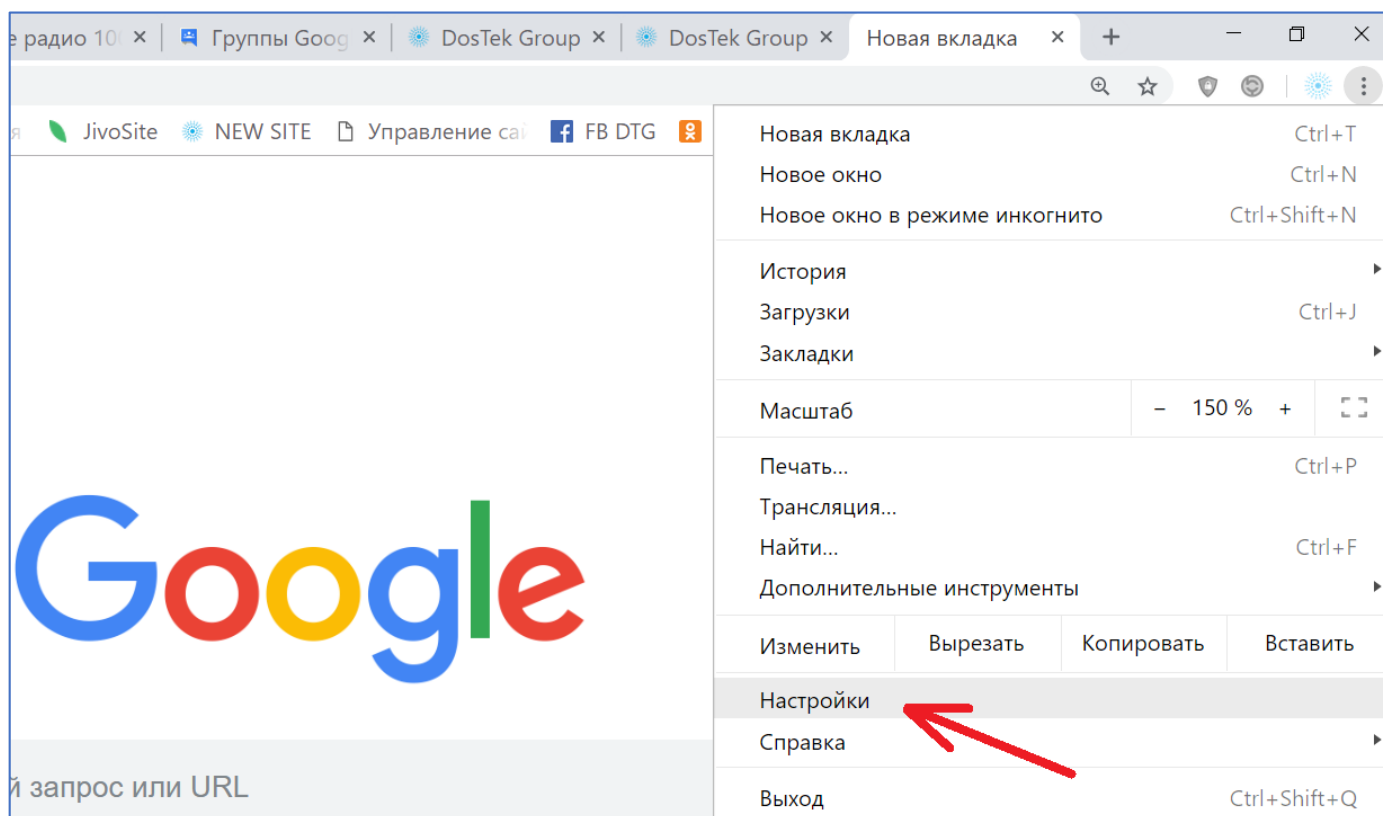 е радио 10 Группы Goog DosTek Group DosTek Group Новая вкладка
JivoSite NEW SITE Управление сай FB DTG
Новая вкладка Ctrl+T
Новое окно Ctrl+N
Новое окно в режиме инкогнито Ctrl+Shift+N
История
Загрузки Ctrl+J
Закладки
Масштаб - 150 % +
Печать... Ctrl+P
Трансляция...
Найти... Ctrl+F
Дополнительные инструменты
Изменить Вырезать Копировать Вставить
Настройки
Справка
Выход Ctrl+Shift+Q
Google
й запрос или URL